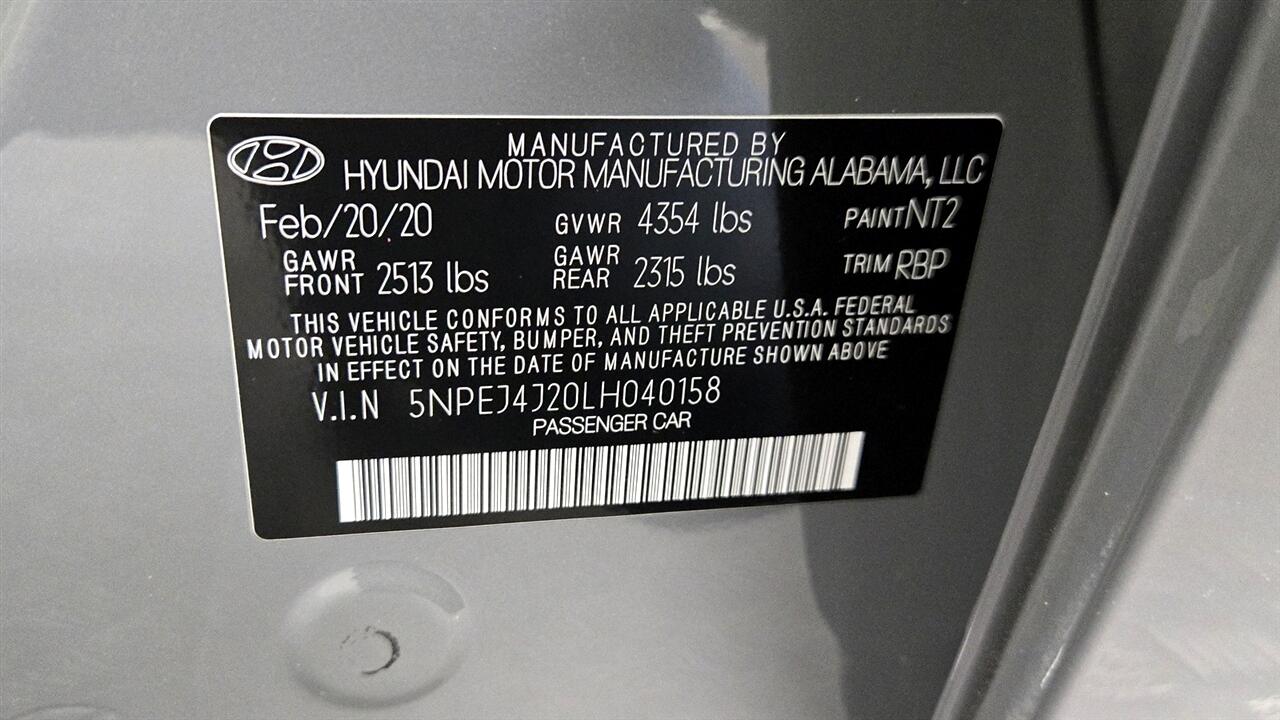 MANUFACTURED BY
HYUNDAI MOTOR MANUFACTURING ALABAMA, LLC
Feb/20/20 GVWR 4354 lbs PAINT NT2
GAWR FRONT 2513 lbs GAWR REAR 2315 lbs TRIM RBP
THIS VEHICLE CONFORMS TO ALL APPLICABLE U.S.A. FEDERAL
MOTOR VEHICLE SAFETY, BUMPER, AND THEFT PREVENTION STANDARDS
IN EFFECT ON THE DATE OF MANUFACTURE SHOWN ABOVE
V.I.N 5NPEJ4J20LH040158
PASSENGER CAR